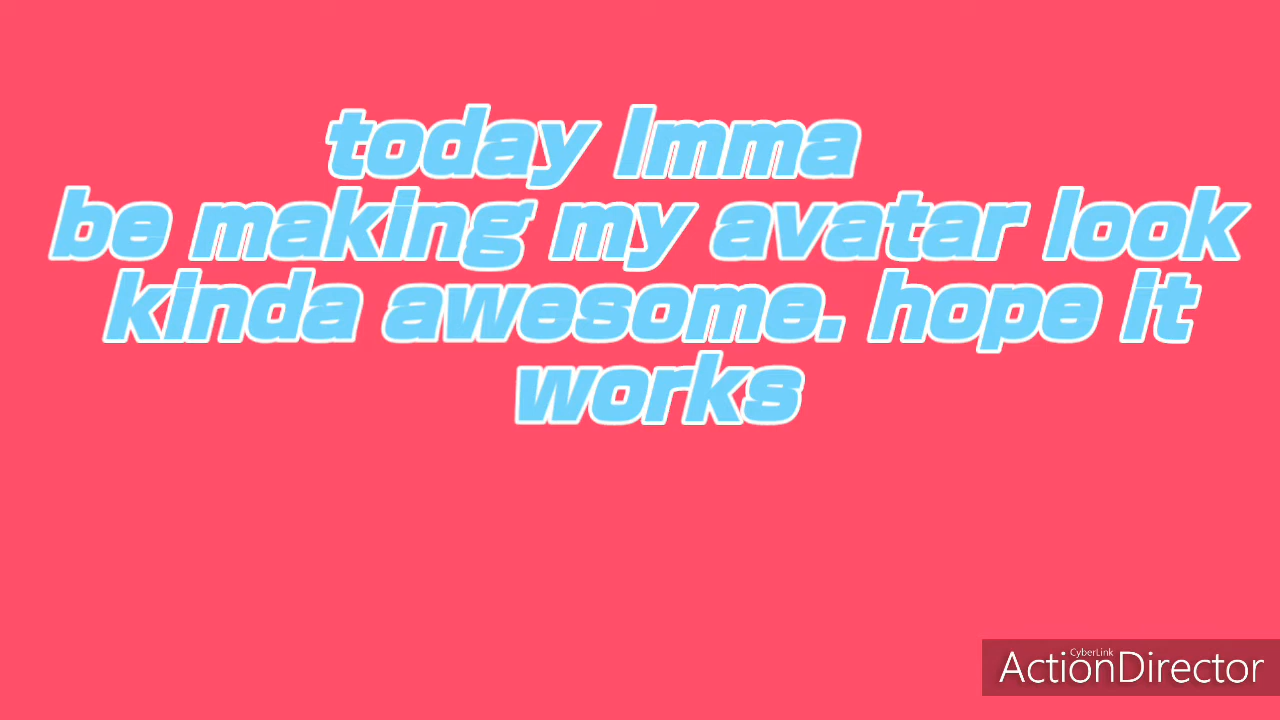 today Imma
be making my avatar look
kinda awesome. hope it
works
CyberLink
ActionDirector